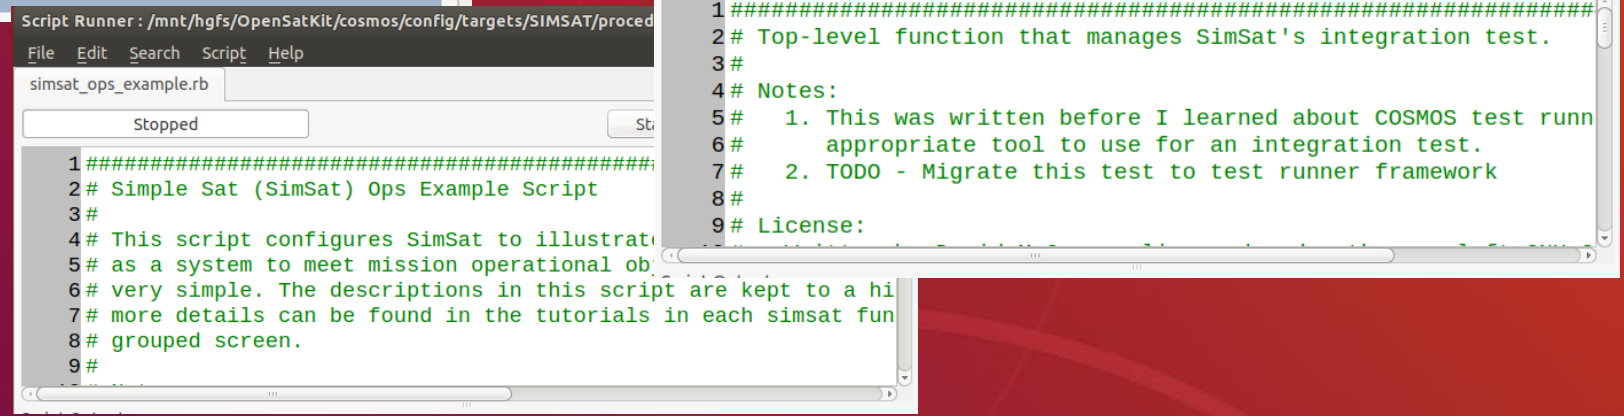 Script Runner : /mnt/hgfs/OpenSatKit/cosmos/config/targets/SIMSAT/proced
File Edit Search Script Help
simsat_ops_example.rb
Stopped
1 ############################################
2 # Simple Sat (SimSat) Ops Example Script
3 #
4 # This script configures SimSat to illustrate
5 # as a system to meet mission operational ob
6 # very simple. The descriptions in this script are kept to a hi
7 # more details can be found in the tutorials in each simsat fun
8 # grouped screen.
9 #
1 ###############################################################
2 # Top-level function that manages SimSat's integration test.
3 #
4 # Notes:
5 #   1. This was written before I learned about COSMOS test runn
6 #      appropriate tool to use for an integration test.
7 #   2. TODO - Migrate this test to test runner framework
8 #
9 # License: